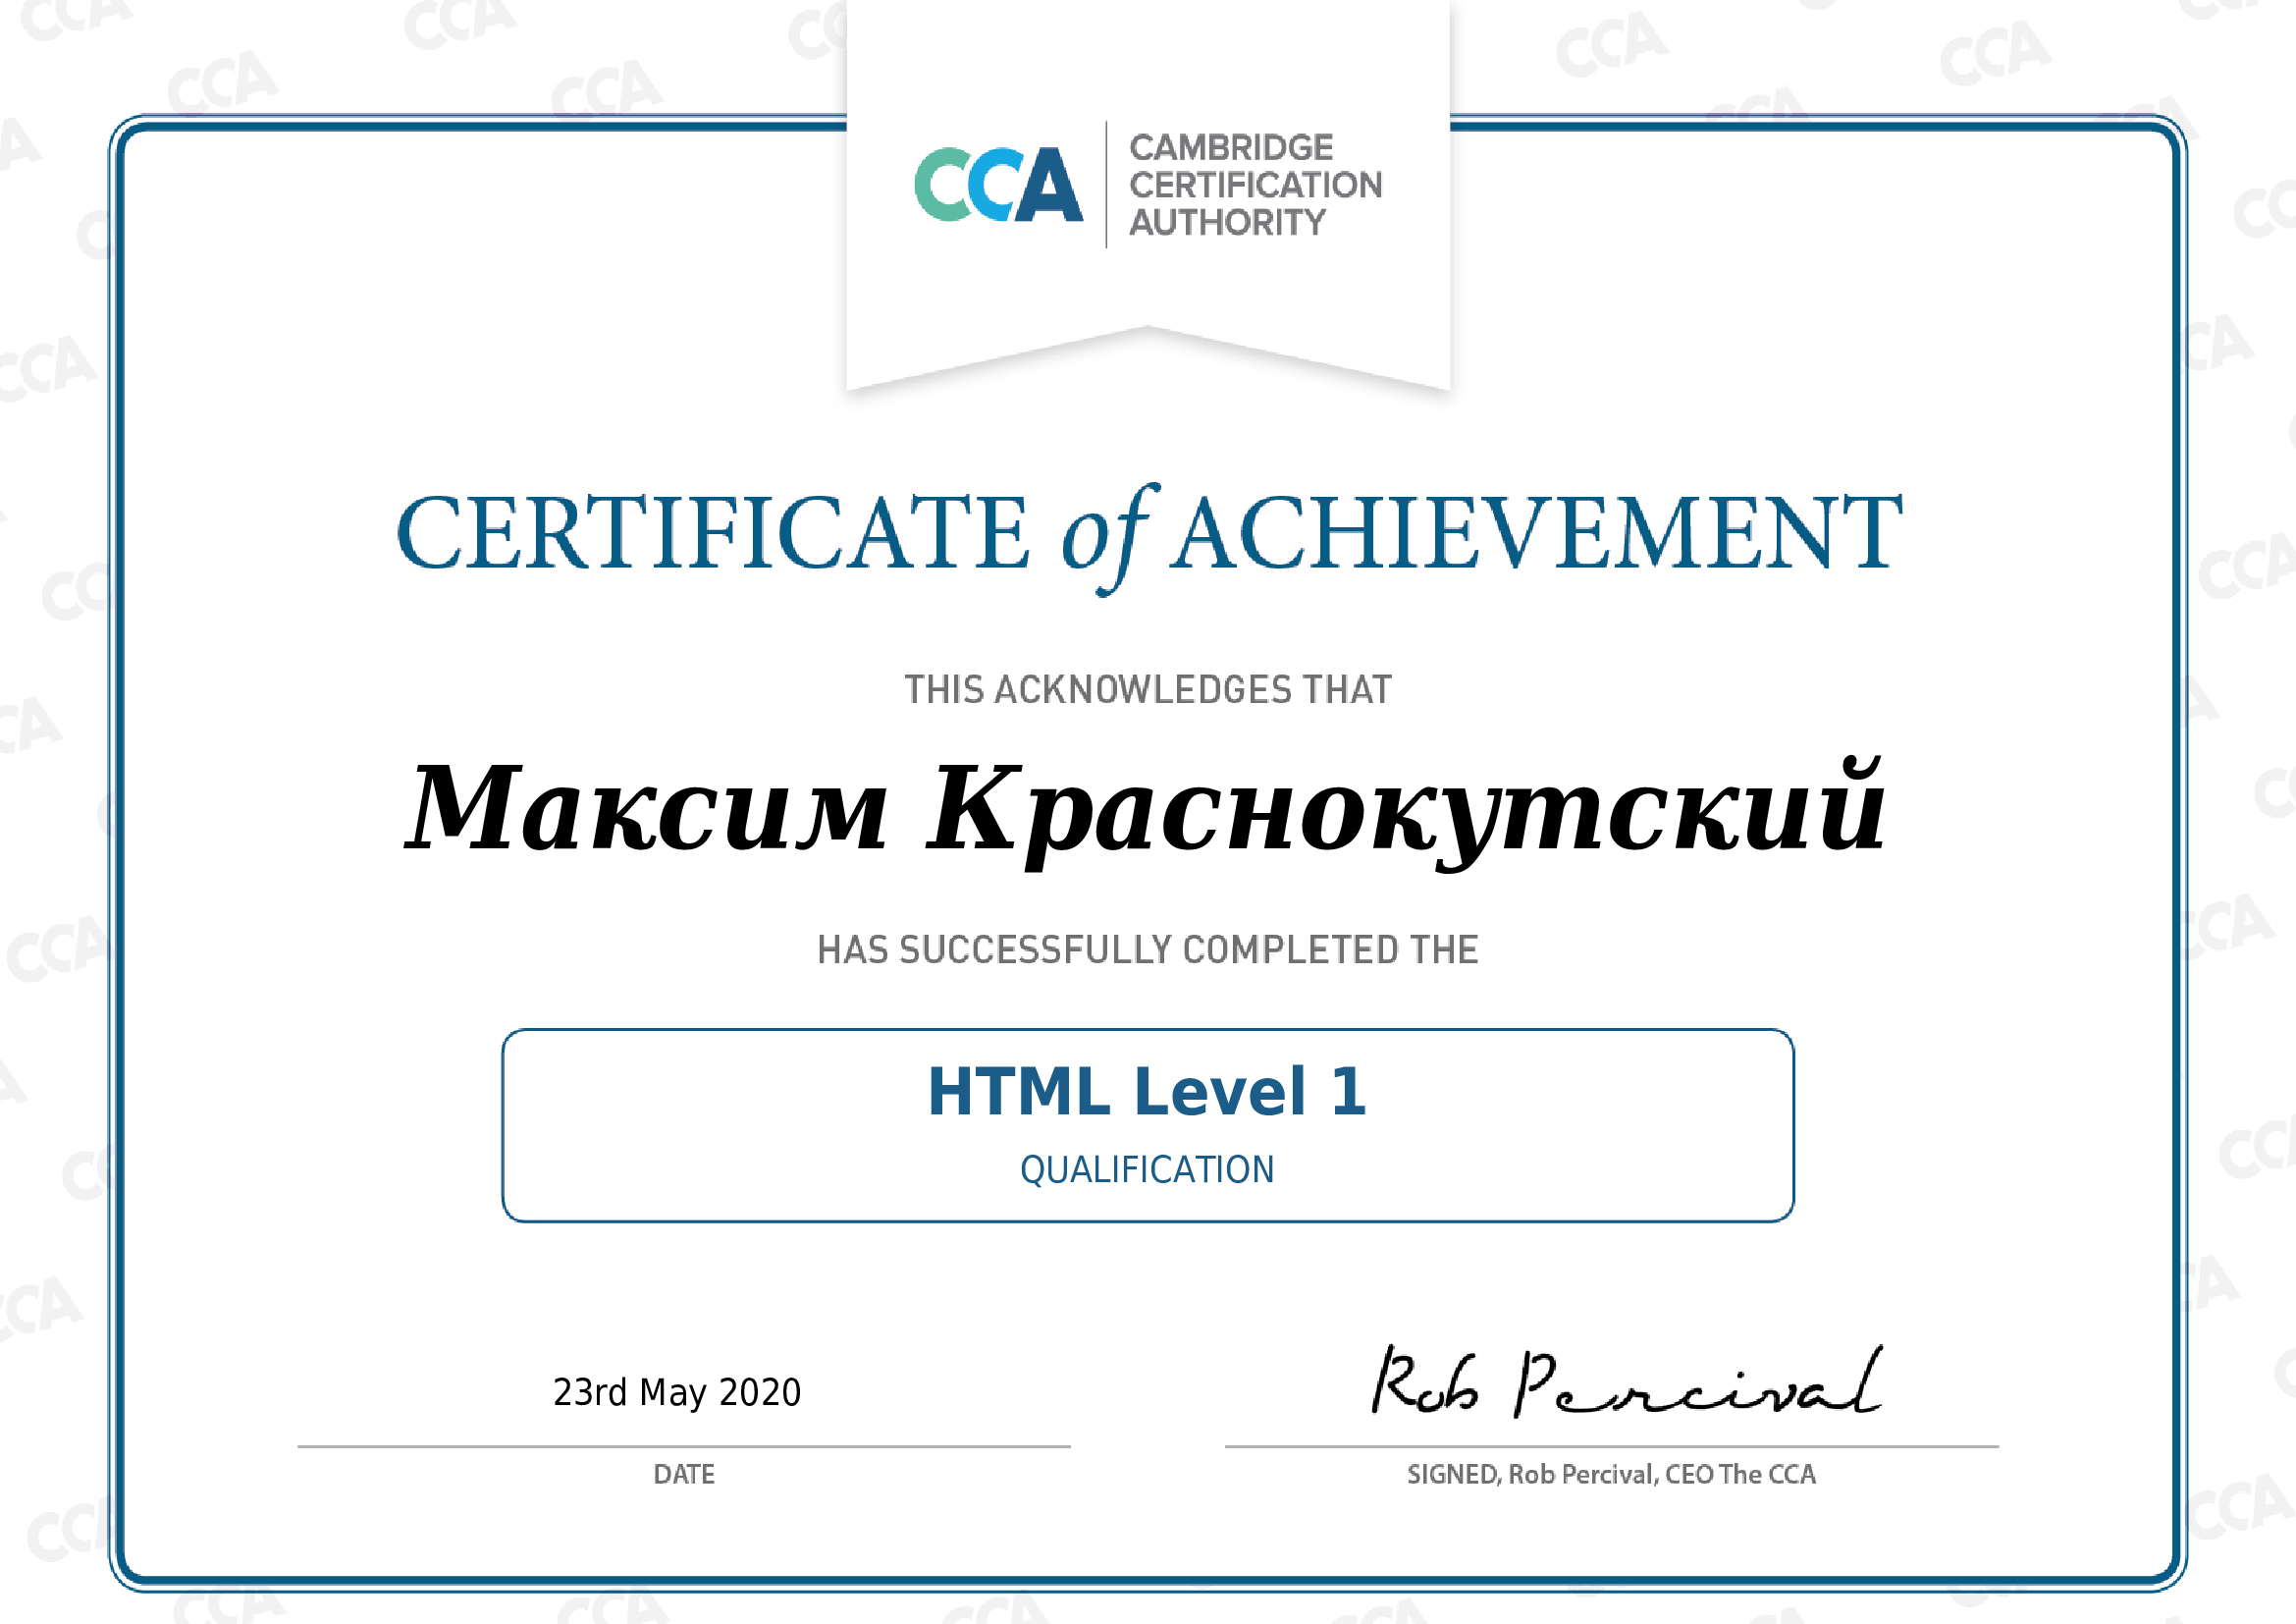 CCA
CAMBRIDGE
CERTIFICATION
AUTHORITY
CERTIFICATE of ACHIEVEMENT
THIS ACKNOWLEDGES THAT
Максим Краснокутский
HAS SUCCESSFULLY COMPLETED THE
HTML Level 1
QUALIFICATION
23rd May 2020
Rob Percival
DATE
SIGNED, Rob Percival, CEO The CCA